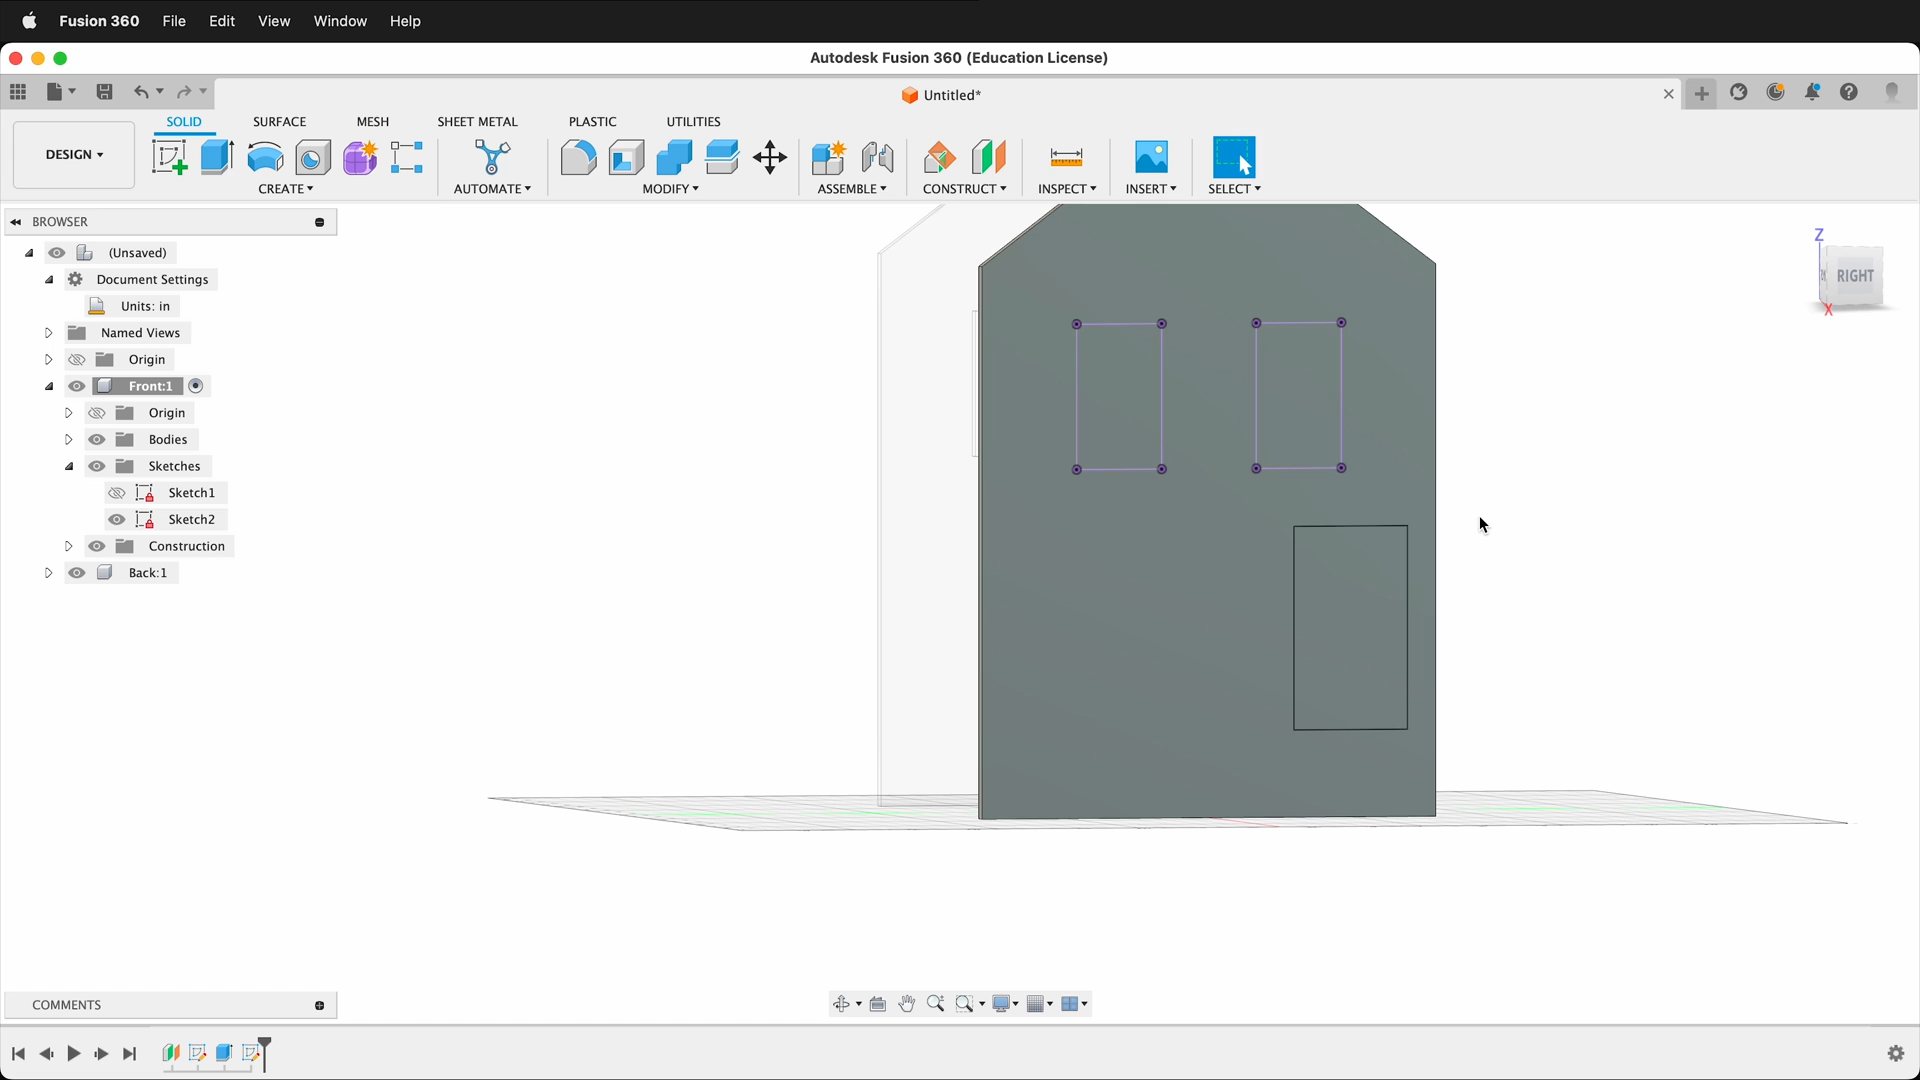 Fusion 360 File Edit View Window Help
Autodesk Fusion 360 (Education License)
Untitled*
SOLID SURFACE MESH SHEET METAL PLASTIC UTILITIES
DESIGN
CREATE AUTOMATE MODIFY ASSEMBLE CONSTRUCT INSPECT INSERT SELECT
BROWSER
(Unsaved)
Document Settings
Units: in
Named Views
Origin
Front:1
Origin
Bodies
Sketches
Sketch1
Sketch2
Construction
Back:1
Z
RIGHT
X
COMMENTS